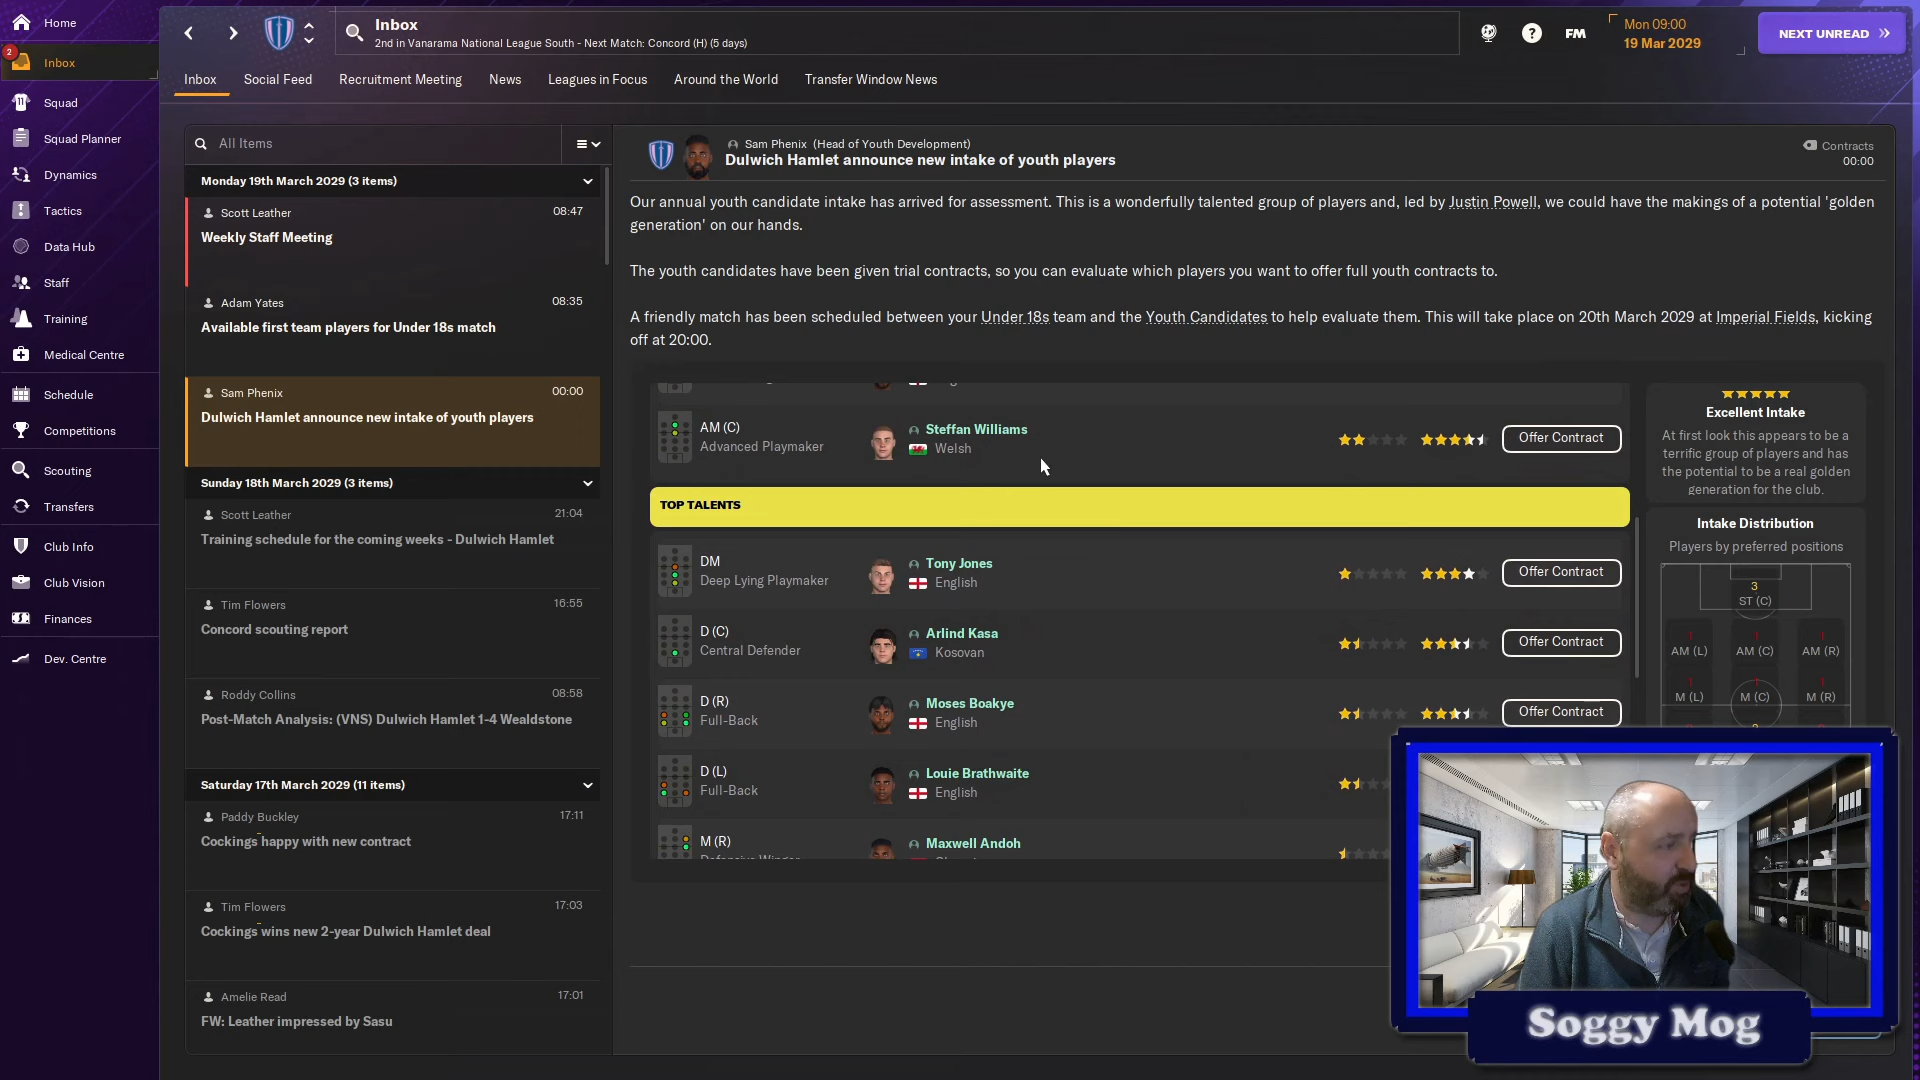 Home
2
Inbox
Squad
Squad Planner
Dynamics
Tactics
Data Hub
Staff
Training
Medical Centre
Schedule
Competitions
Scouting
Transfers
Club Info
Club Vision
Finances
Dev. Centre
Inbox
2nd in Vanarama National League South - Next Match: Concord (H) (5 days)
FM
Mon 09:00
19 Mar 2029
NEXT UNREAD
Inbox
Social Feed
Recruitment Meeting
News
Leagues in Focus
Around the World
Transfer Window News
All Items
Monday 19th March 2029 (3 items)
Scott Leather 08:47
Weekly Staff Meeting
Adam Yates 08:35
Available first team players for Under 18s match
Sam Phenix 00:00
Dulwich Hamlet announce new intake of youth players
Sunday 18th March 2029 (3 items)
Scott Leather 21:04
Training schedule for the coming weeks - Dulwich Hamlet
Tim Flowers 16:55
Concord scouting report
Roddy Collins 08:58
Post-Match Analysis: (VNS) Dulwich Hamlet 1-4 Wealdstone
Saturday 17th March 2029 (11 items)
Paddy Buckley 17:11
Cockings happy with new contract
Tim Flowers 17:03
Cockings wins new 2-year Dulwich Hamlet deal
Amelie Read 17:01
FW: Leather impressed by Sasu
Sam Phenix (Head of Youth Development)
Dulwich Hamlet announce new intake of youth players
Contracts
00:00
Our annual youth candidate intake has arrived for assessment. This is a wonderfully talented group of players and, led by Justin Powell, we could have the makings of a potential 'golden
generation' on our hands.
The youth candidates have been given trial contracts, so you can evaluate which players you want to offer full youth contracts to.
A friendly match has been scheduled between your Under 18s team and the Youth Candidates to help evaluate them. This will take place on 20th March 2029 at Imperial Fields, kicking
off at 20:00.
AM (C)
Advanced Playmaker
Steffan Williams
Welsh
Offer Contract
TOP TALENTS
DM
Deep Lying Playmaker
Tony Jones
English
Offer Contract
D (C)
Central Defender
Arlind Kasa
Kosovan
Offer Contract
D (R)
Full-Back
Moses Boakye
English
Offer Contract
D (L)
Full-Back
Louie Brathwaite
English
M (R)
Defensive Winger
Maxwell Andoh
Excellent Intake
At first look this appears to be a
terrific group of players and has
the potential to be a real golden
generation for the club.
Intake Distribution
Players by preferred positions
3
ST (C)
AM (L) AM (C) AM (R)
M (L) M (C) M (R)
Soggy Mog